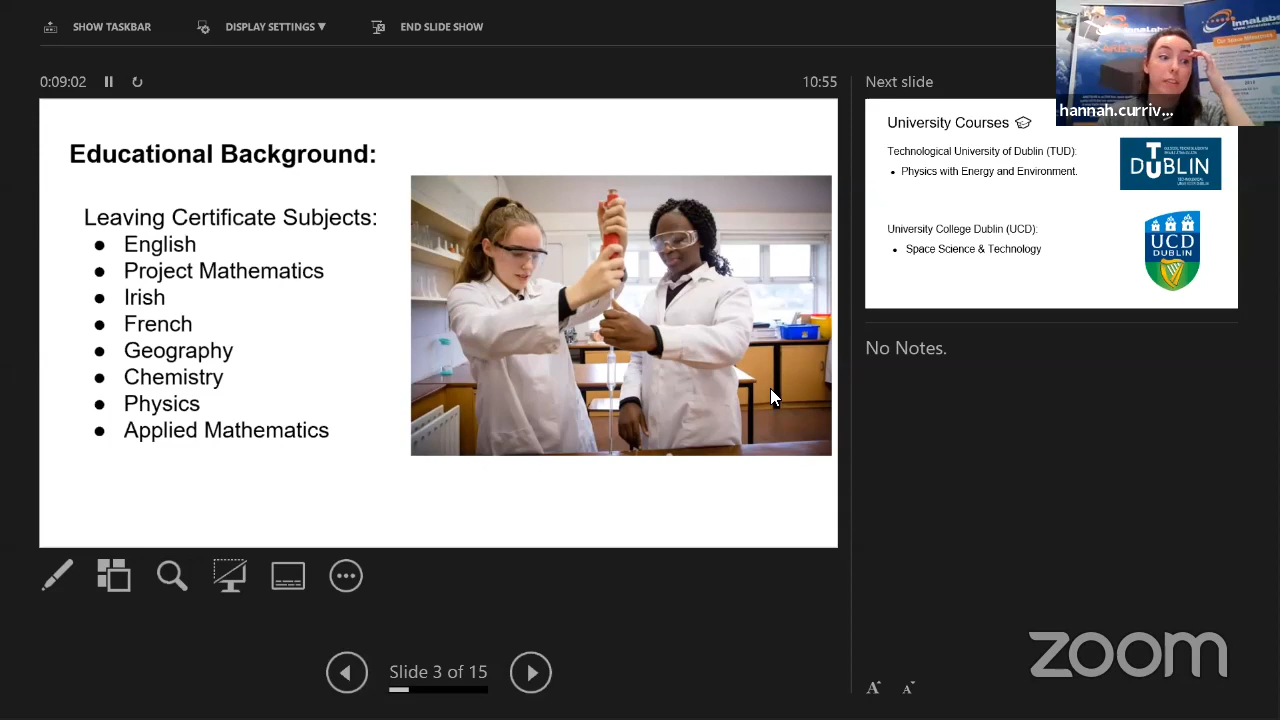 SHOW TASKBAR
DISPLAY SETTINGS ▼
END SLIDE SHOW
0:09:02
10:55
Next slide
Educational Background:
Leaving Certificate Subjects:
● English
● Project Mathematics
● Irish
● French
● Geography
● Chemistry
● Physics
● Applied Mathematics
InnaLabs
InnaLabs
hannah.curriv...
University Courses
Technological University of Dublin (TUD):
• Physics with Energy and Environment.
T
DUBLIN
University College Dublin (UCD):
• Space Science & Technology
UCD
DUBLIN
No Notes.
Slide 3 of 15
A
A
zoom